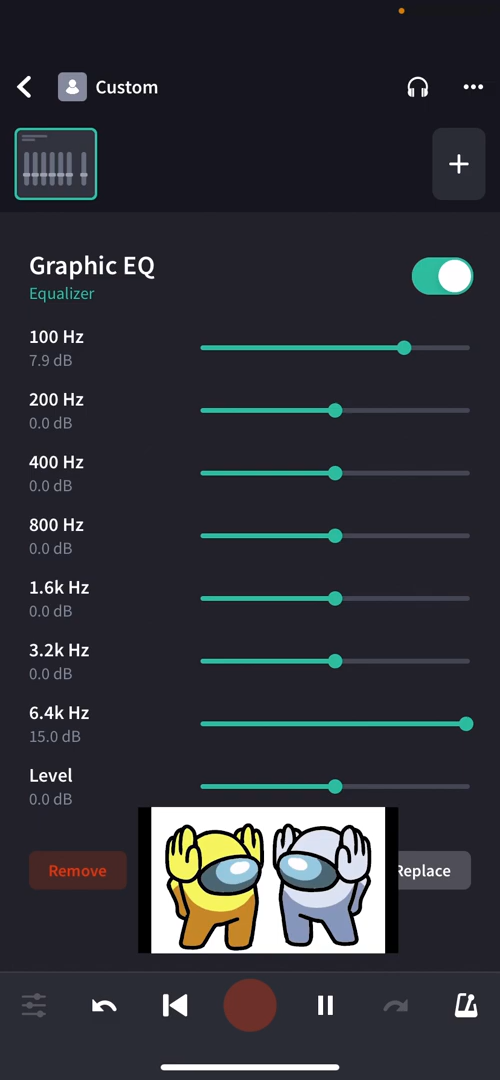 Custom
Graphic EQ
Equalizer
100 Hz
7.9 dB
200 Hz
0.0 dB
400 Hz
0.0 dB
800 Hz
0.0 dB
1.6k Hz
0.0 dB
3.2k Hz
0.0 dB
6.4k Hz
15.0 dB
Level
0.0 dB
Remove
Replace